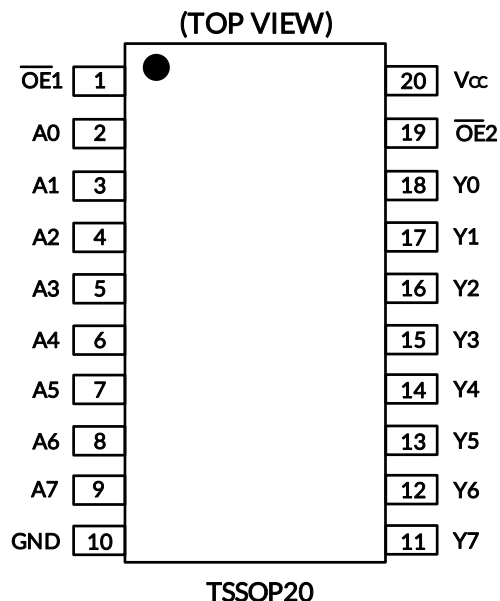 (TOP VIEW)
O̅E̅1 1 20 Vcc
A0 2 19 O̅E̅2
A1 3 18 Y0
A2 4 17 Y1
A3 5 16 Y2
A4 6 15 Y3
A5 7 14 Y4
A6 8 13 Y5
A7 9 12 Y6
GND 10 11 Y7
TSSOP20